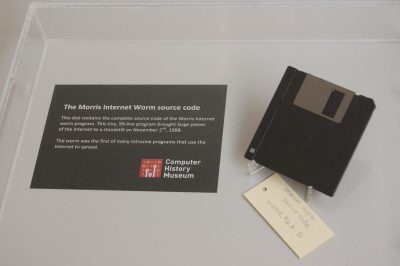 The Morris Internet Worm source code
This disk contains the complete source code of the Morris Internet
worm program. This tiny, 99-line program brought large pieces
of the Internet to a standstill on November 2nd, 1988.
The worm was the first of many intrusive programs that use the
Internet to spread.
Computer
History
Museum